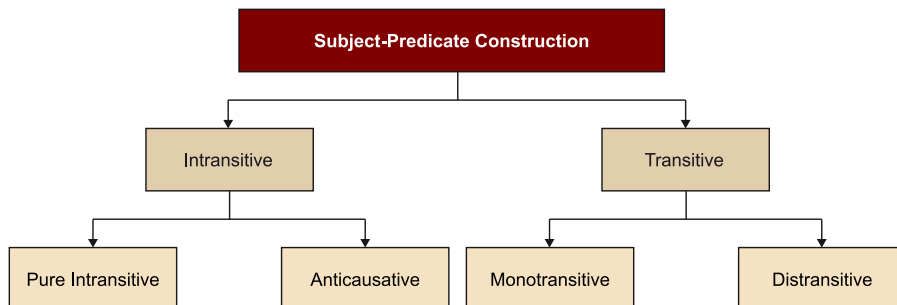 Subject-Predicate Construction
Intransitive
Transitive
Pure Intransitive
Anticausative
Monotransitive
Distransitive